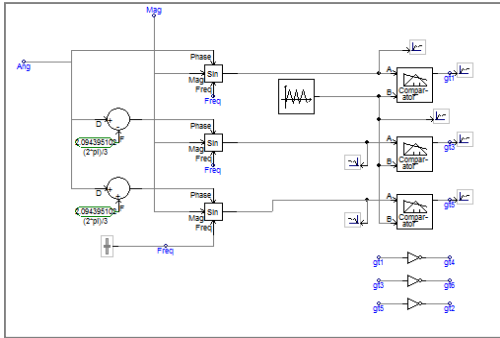 Mag
Ang
Phase
Mag
Freq
Sin
Freq
A
B
Compar-
ator
gt1
D
+
-
F
2.094395102
(2*pi)/3
Phase
Mag
Freq
Sin
Freq
A
B
Compar-
ator
gt3
D
+
+
F
2.094395102
(2*pi)/3
Phase
Mag
Freq
Sin
Freq
A
B
Compar-
ator
gt5
gt1
gt4
gt3
gt6
gt5
gt2